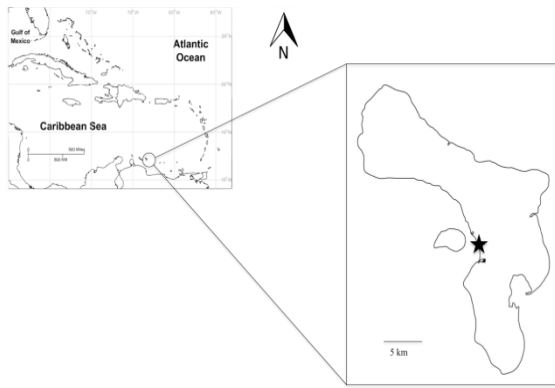 Gulf of
Mexico
Atlantic
Ocean
N
Caribbean Sea
5 km